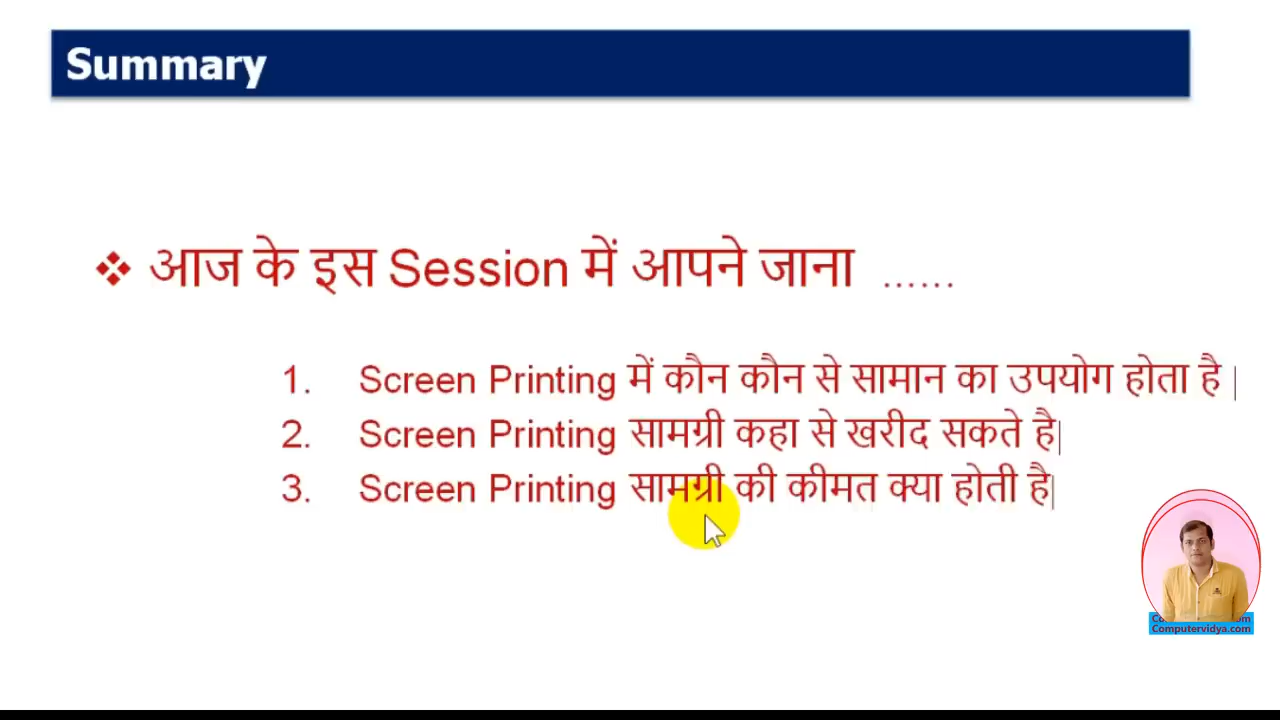 Summary
❖ आज के इस Session में आपने जाना ......
1. Screen Printing में कौन कौन से सामान का उपयोग होता है |
2. Screen Printing सामग्री कहा से खरीद सकते है|
3. Screen Printing सामग्री की कीमत क्या होती है|
Computervidya.com